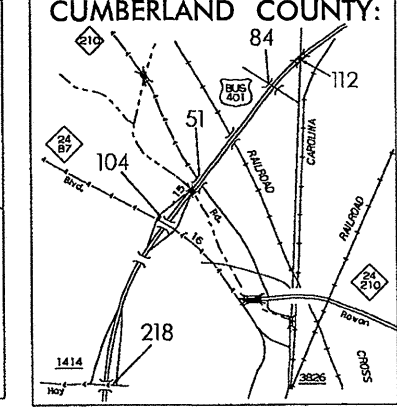 CUMBERLAND COUNTY:
210
84
BUS
401
112
24
87
51
CAROLINA
104
RAILROAD
Blvd.
15
Rd.
RAILROAD
16
24
210
Rowan
218
1414
Hay
3826
CROSS